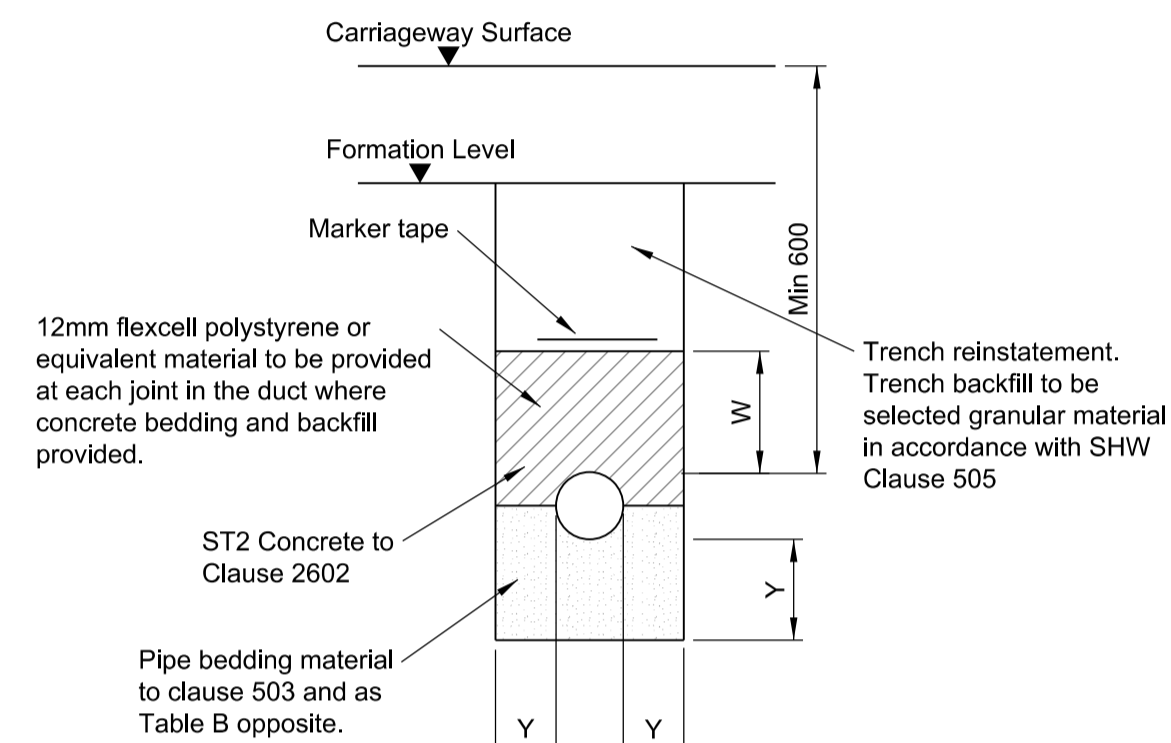 Carriageway Surface
Formation Level
Marker tape
Min 600
12mm flexcell polystyrene or
equivalent material to be provided
at each joint in the duct where
concrete bedding and backfill
provided.
Trench reinstatement.
Trench backfill to be
selected granular material
in accordance with SHW
Clause 505
W
ST2 Concrete to
Clause 2602
Y
Pipe bedding material
to clause 503 and as
Table B opposite.
Y
Y